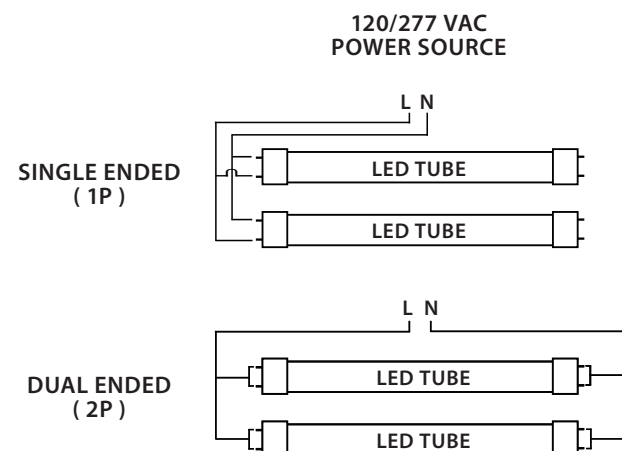 120/277 VAC
POWER SOURCE
L N
SINGLE ENDED
( 1P )
LED TUBE
LED TUBE
L N
DUAL ENDED
( 2P )
LED TUBE
LED TUBE